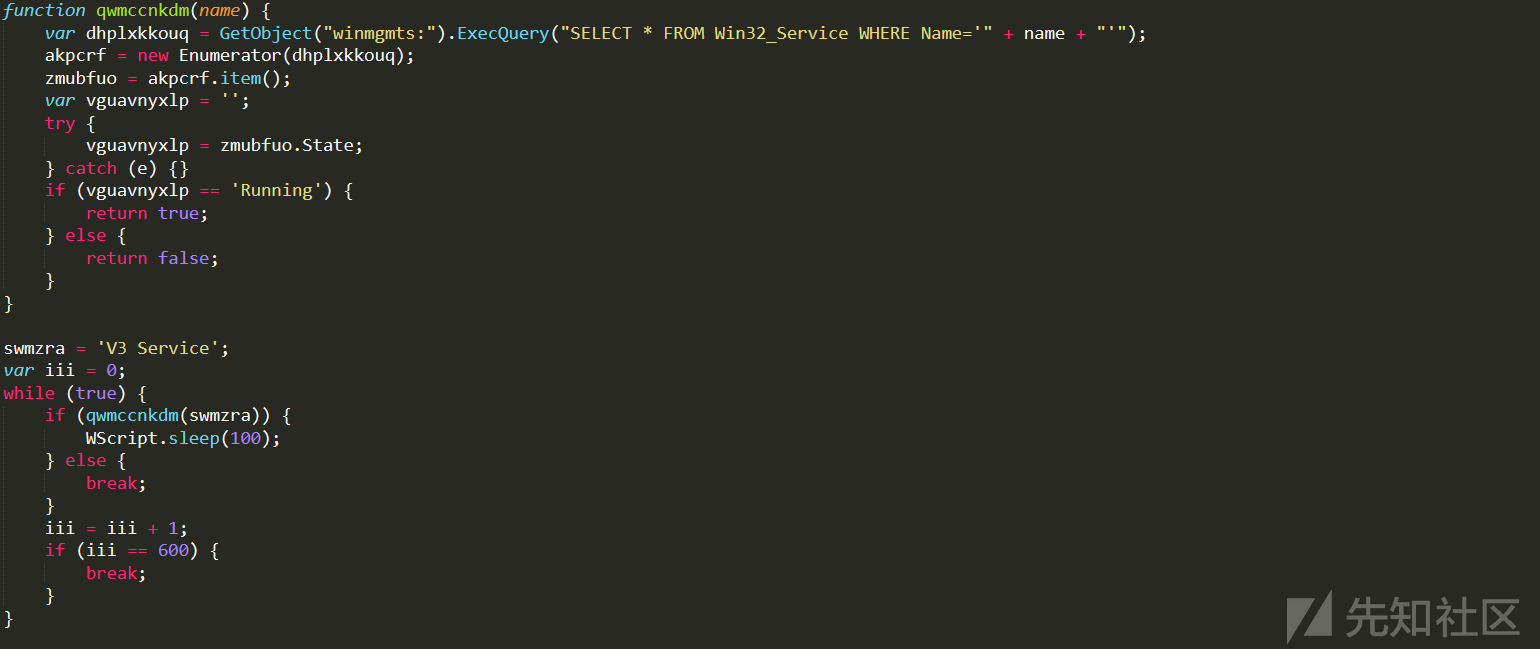 function qwmccnkdm(name) {
    var dhplxkkouq = GetObject("winmgmts:").ExecQuery("SELECT * FROM Win32_Service WHERE Name='" + name + "'");
    akpcrf = new Enumerator(dhplxkkouq);
    zmubfuo = akpcrf.item();
    var vguavnyxlp = '';
    try {
        vguavnyxlp = zmubfuo.State;
    } catch (e) {}
    if (vguavnyxlp == 'Running') {
        return true;
    } else {
        return false;
    }
}
swmzra = 'V3 Service';
var iii = 0;
while (true) {
    if (qwmccnkdm(swmzra)) {
        WScript.sleep(100);
    } else {
        break;
    }
    iii = iii + 1;
    if (iii == 600) {
        break;
    }
}
先知社区